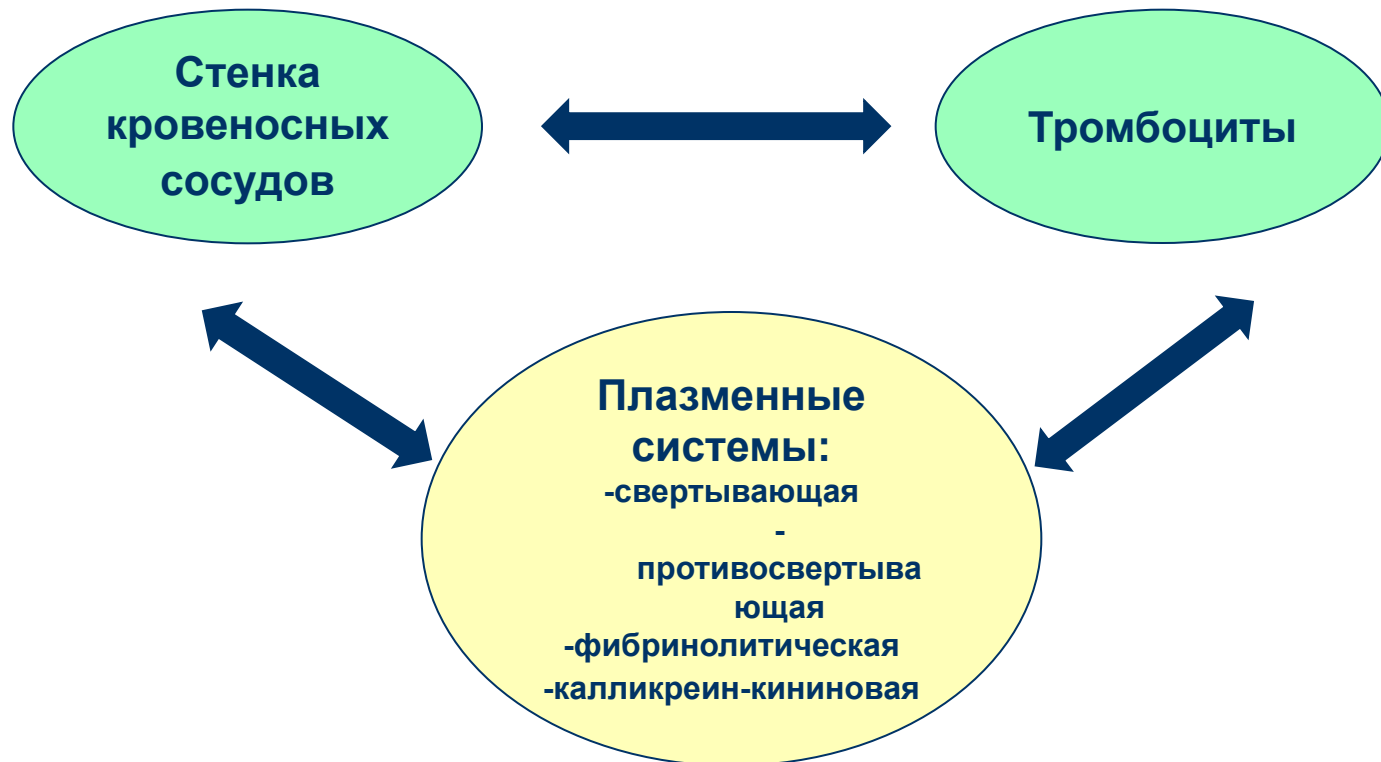 Стенка
кровеносных
сосудов
Тромбоциты
Плазменные
системы:
-свертывающая
-
противосвертыва
ющая
-фибринолитическая
-калликреин-кининовая